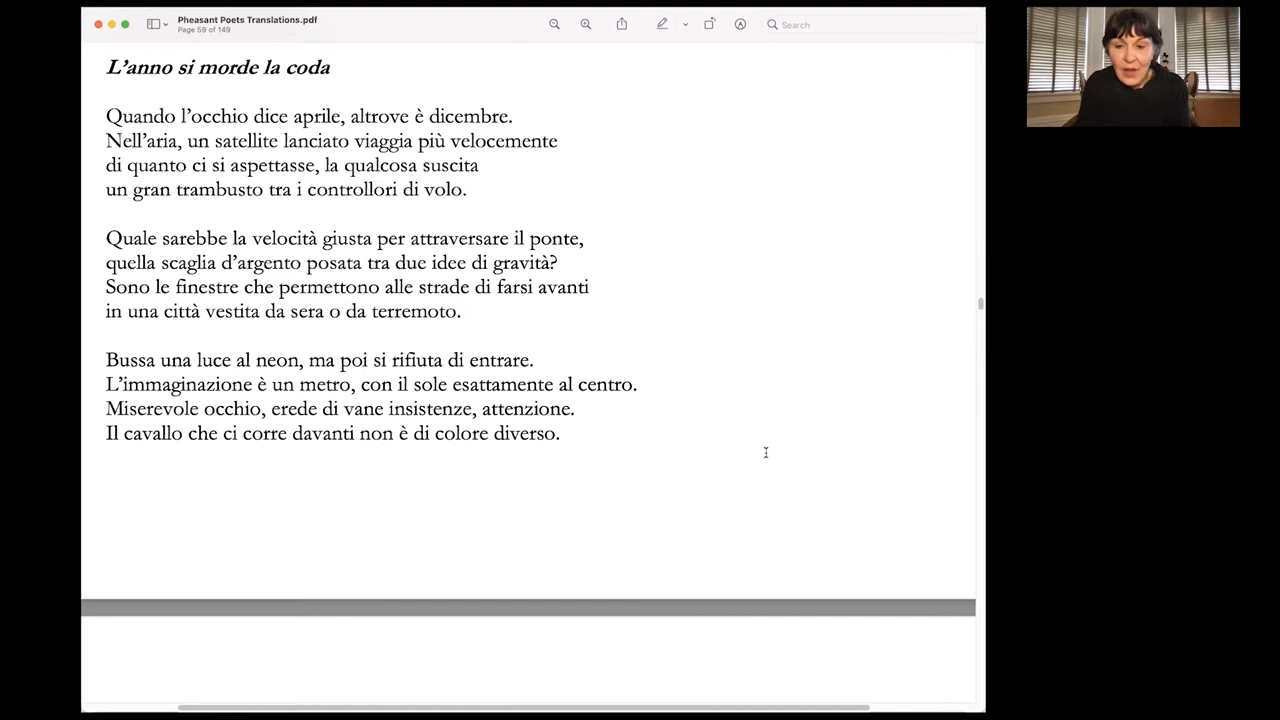 Pheasant Poets Translations.pdf
Page 59 of 149
Search
L’anno si morde la coda
Quando l’occhio dice aprile, altrove è dicembre.
Nell’aria, un satellite lanciato viaggia più velocemente
di quanto ci si aspettasse, la qualcosa suscita
un gran trambusto tra i controllori di volo.
Quale sarebbe la velocità giusta per attraversare il ponte,
quella scaglia d’argento posata tra due idee di gravità?
Sono le finestre che permettono alle strade di farsi avanti
in una città vestita da sera o da terremoto.
Bussa una luce al neon, ma poi si rifiuta di entrare.
L’immaginazione è un metro, con il sole esattamente al centro.
Miserevole occhio, erede di vane insistenze, attenzione.
Il cavallo che ci corre davanti non è di colore diverso.